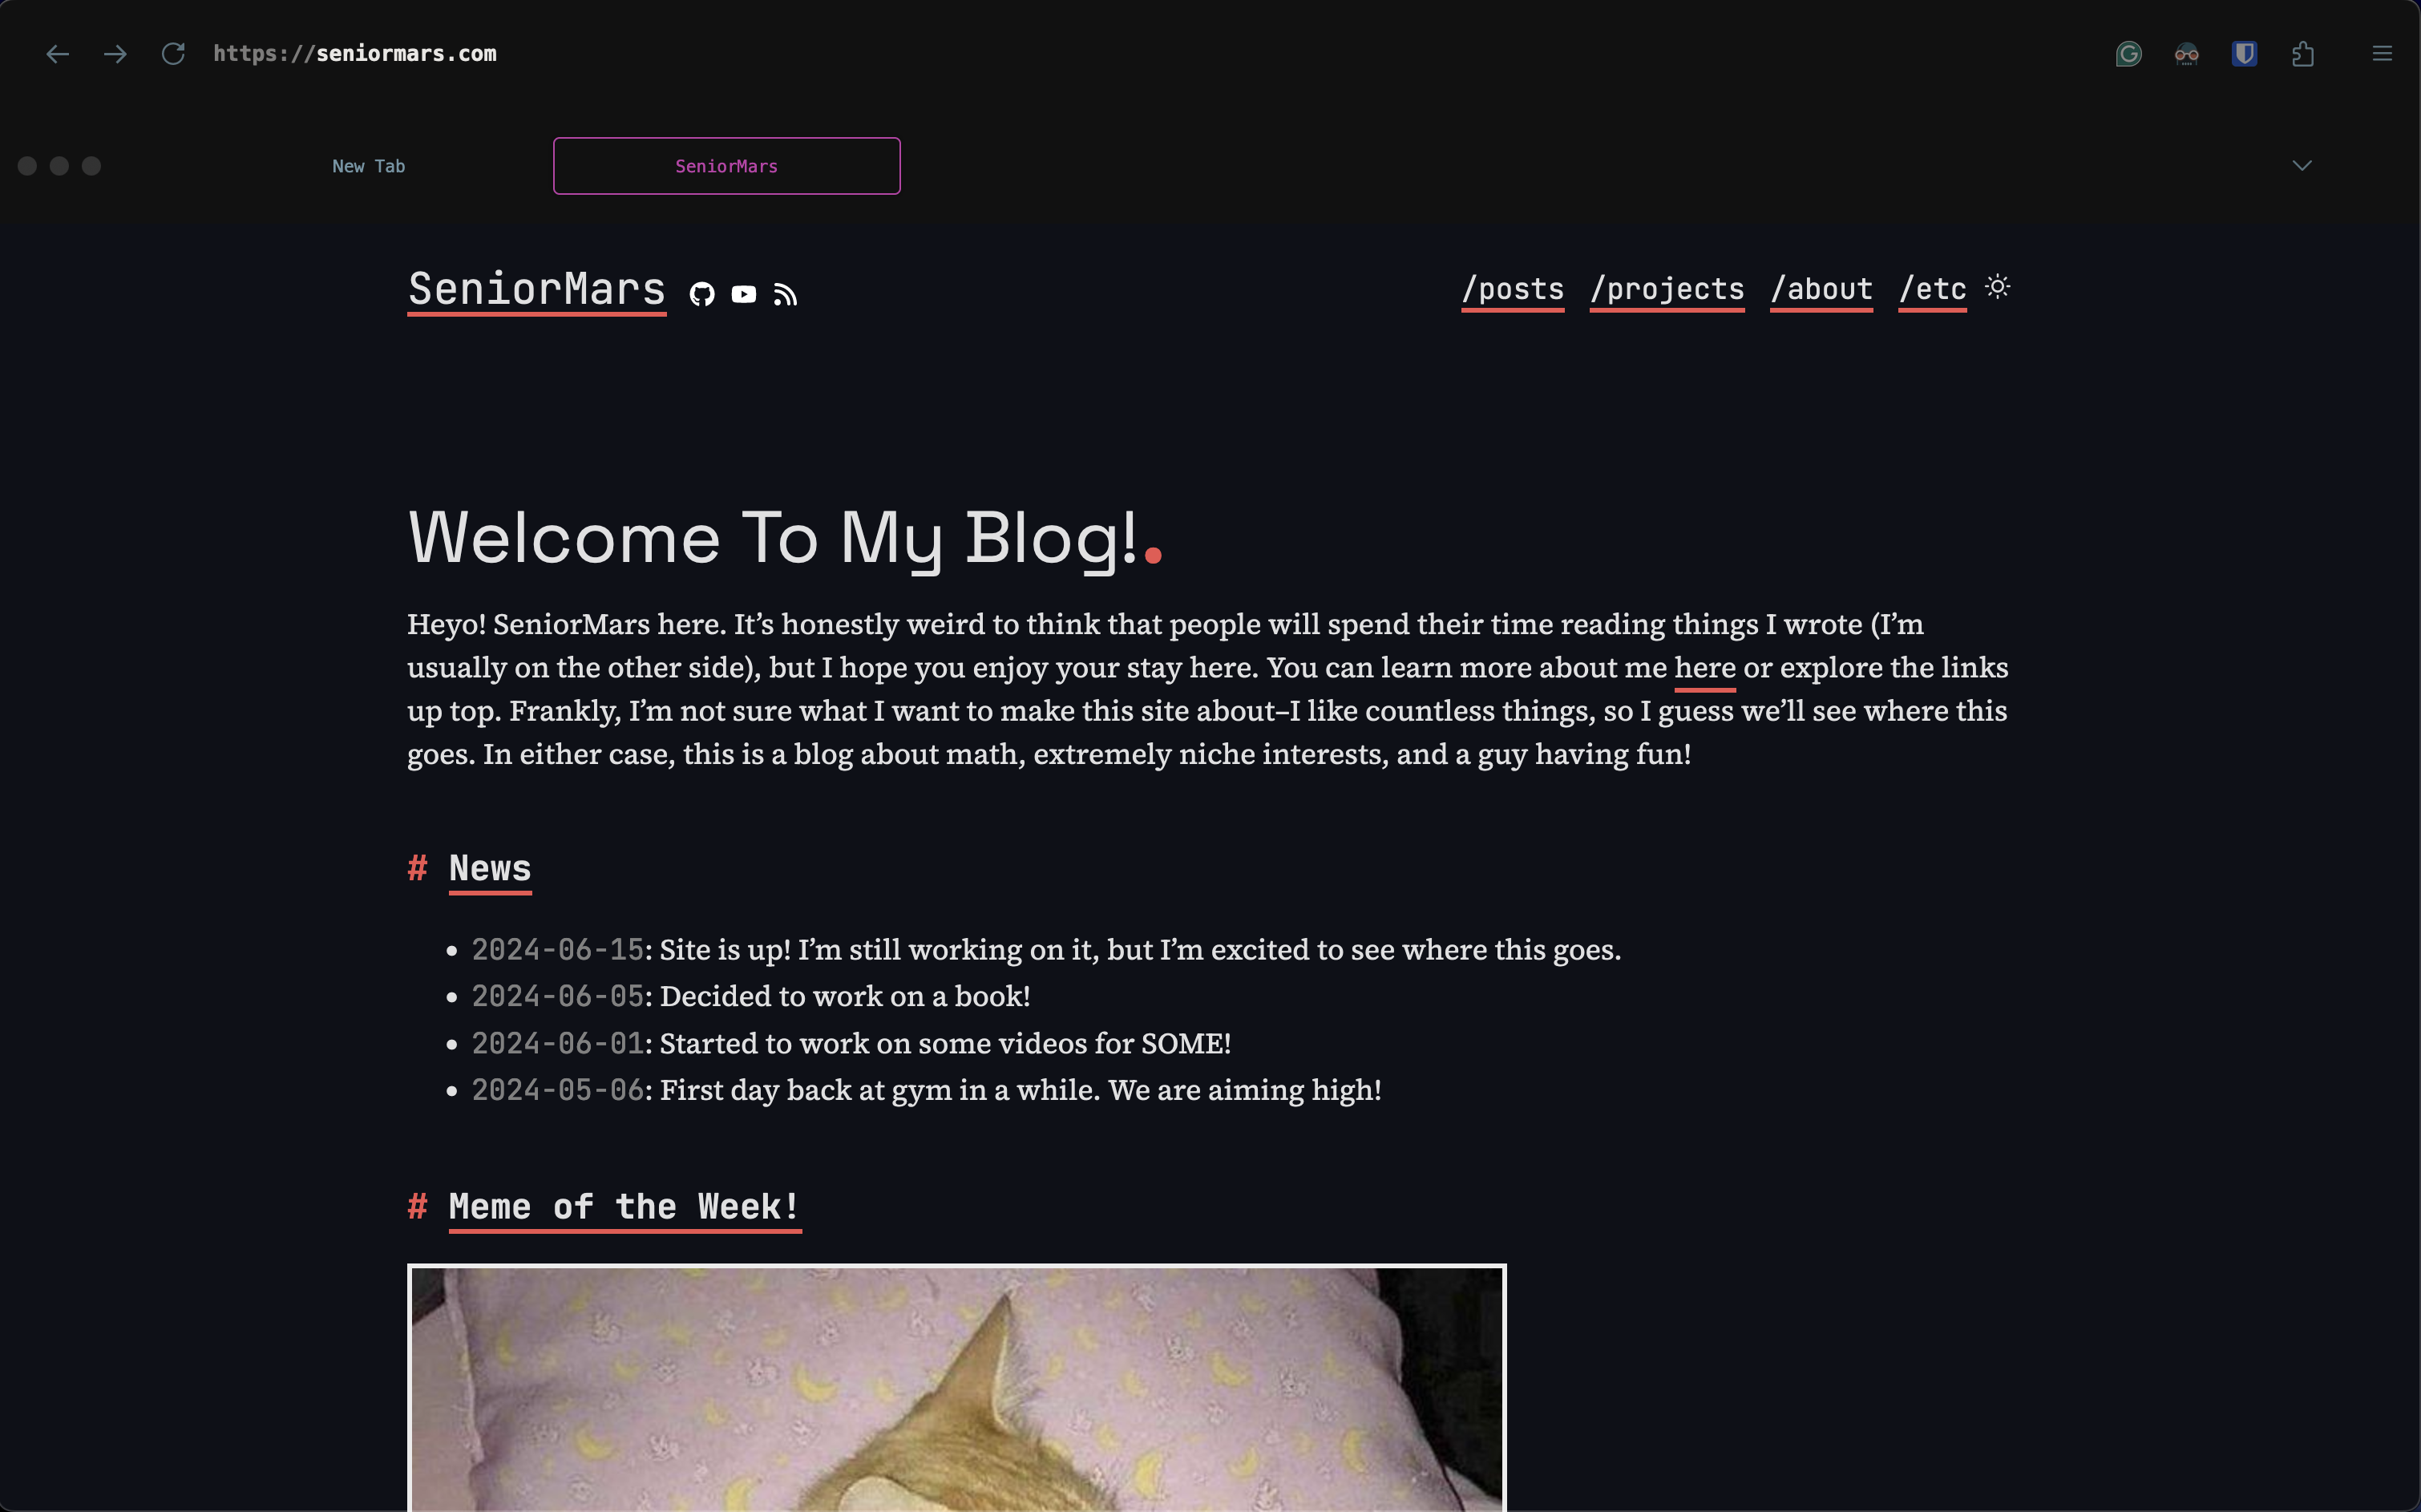 https://seniormars.com
New Tab
SeniorMars
SeniorMars
/posts /projects /about /etc
Welcome To My Blog!.
Heyo! SeniorMars here. It’s honestly weird to think that people will spend their time reading things I wrote (I’m
usually on the other side), but I hope you enjoy your stay here. You can learn more about me here or explore the links
up top. Frankly, I’m not sure what I want to make this site about–I like countless things, so I guess we’ll see where this
goes. In either case, this is a blog about math, extremely niche interests, and a guy having fun!
# News
• 2024-06-15: Site is up! I’m still working on it, but I’m excited to see where this goes.
• 2024-06-05: Decided to work on a book!
• 2024-06-01: Started to work on some videos for SOME!
• 2024-05-06: First day back at gym in a while. We are aiming high!
# Meme of the Week!